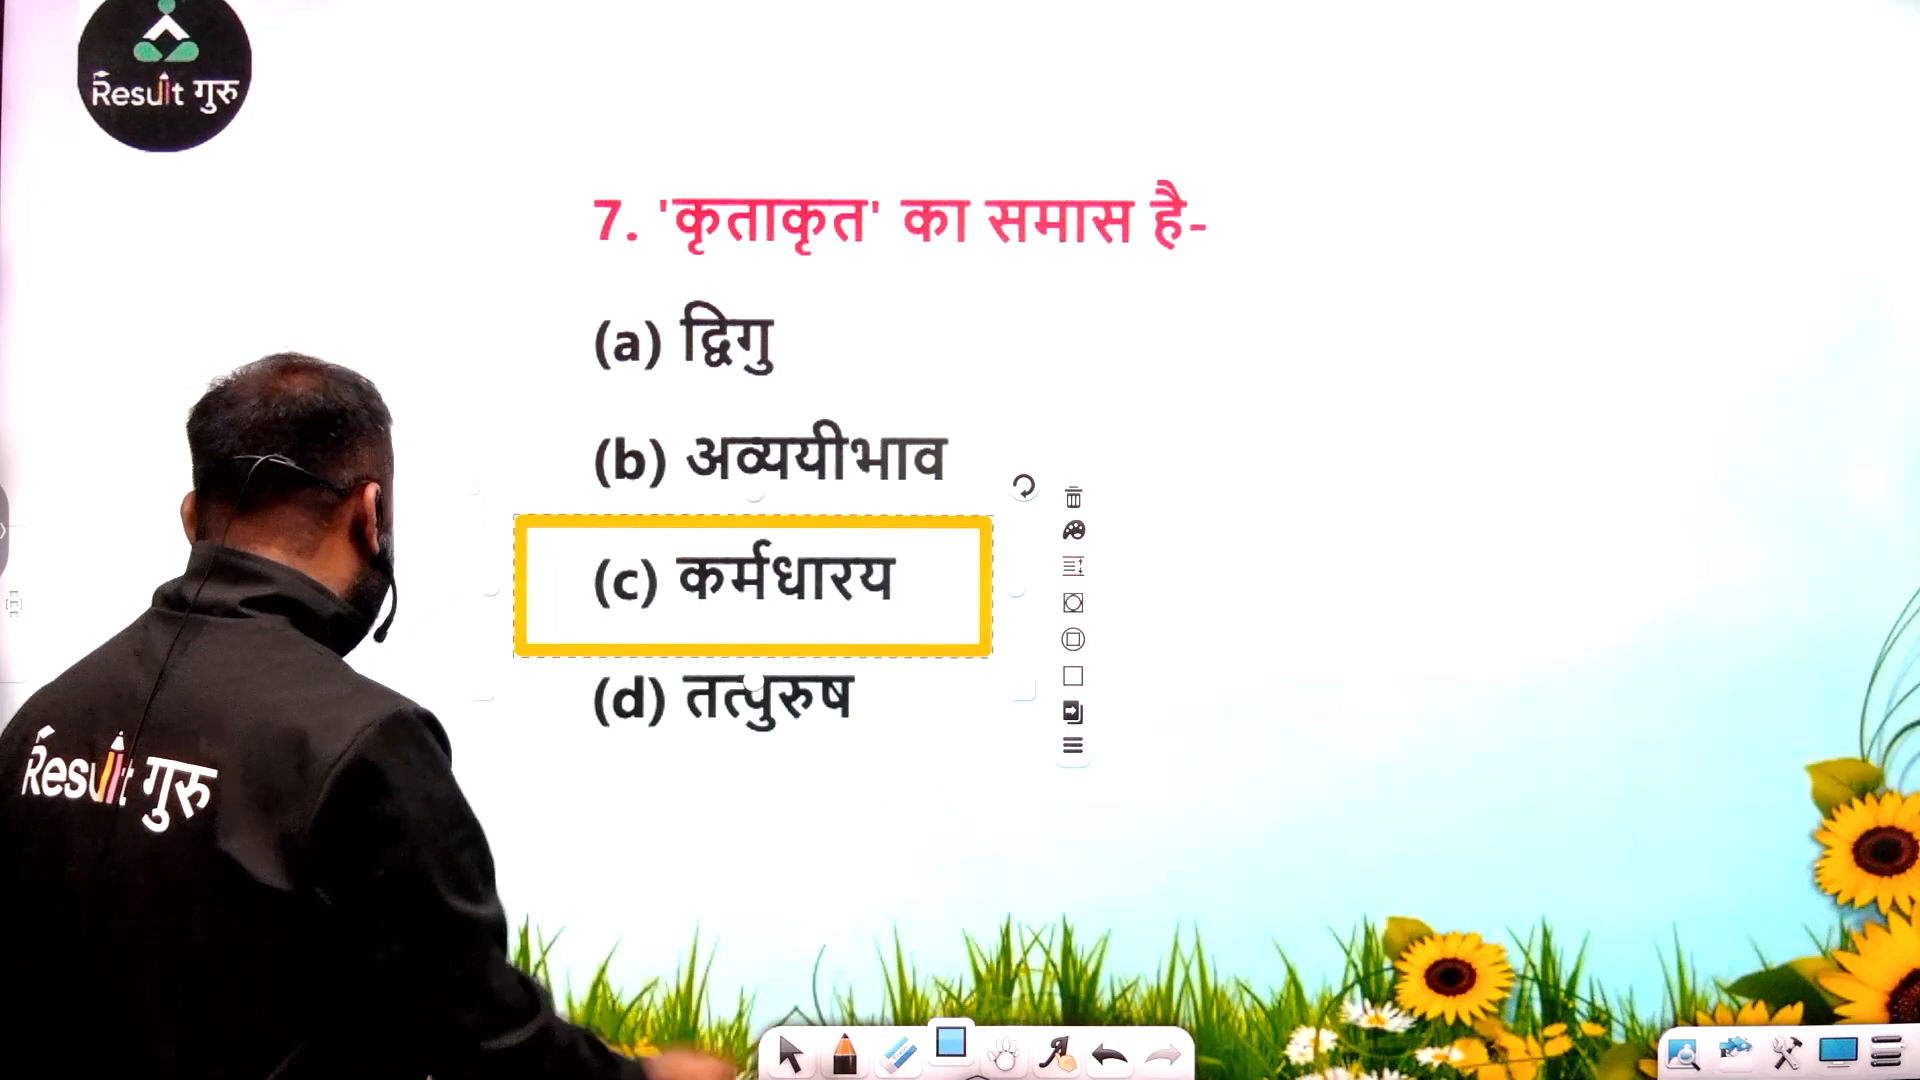 Result गुरु
7. 'कृताकृत' का समास है-
(a) द्विगु
(b) अव्ययीभाव
(c) कर्मधारय
(d) तत्पुरुष
Result गुरु